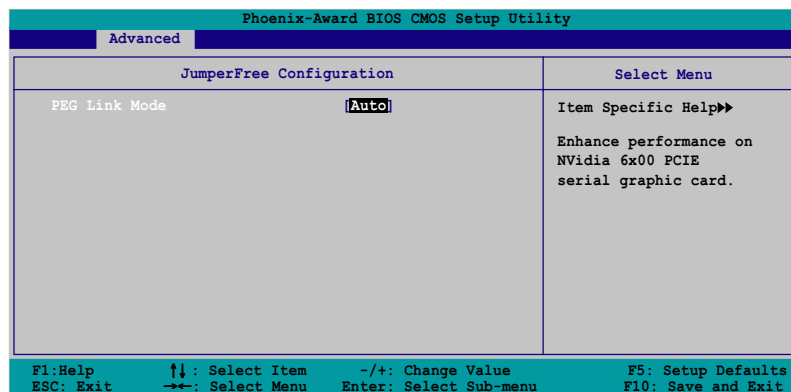 Phoenix-Award BIOS CMOS Setup Utility
Advanced
JumperFree Configuration
Select Menu
PEG Link Mode [Auto]
Item Specific Help▶▶
Enhance performance on
NVidia 6x00 PCIE
serial graphic card.
F1:Help ↑↓: Select Item -/+: Change Value F5: Setup Defaults
ESC: Exit →←: Select Menu Enter: Select Sub-menu F10: Save and Exit